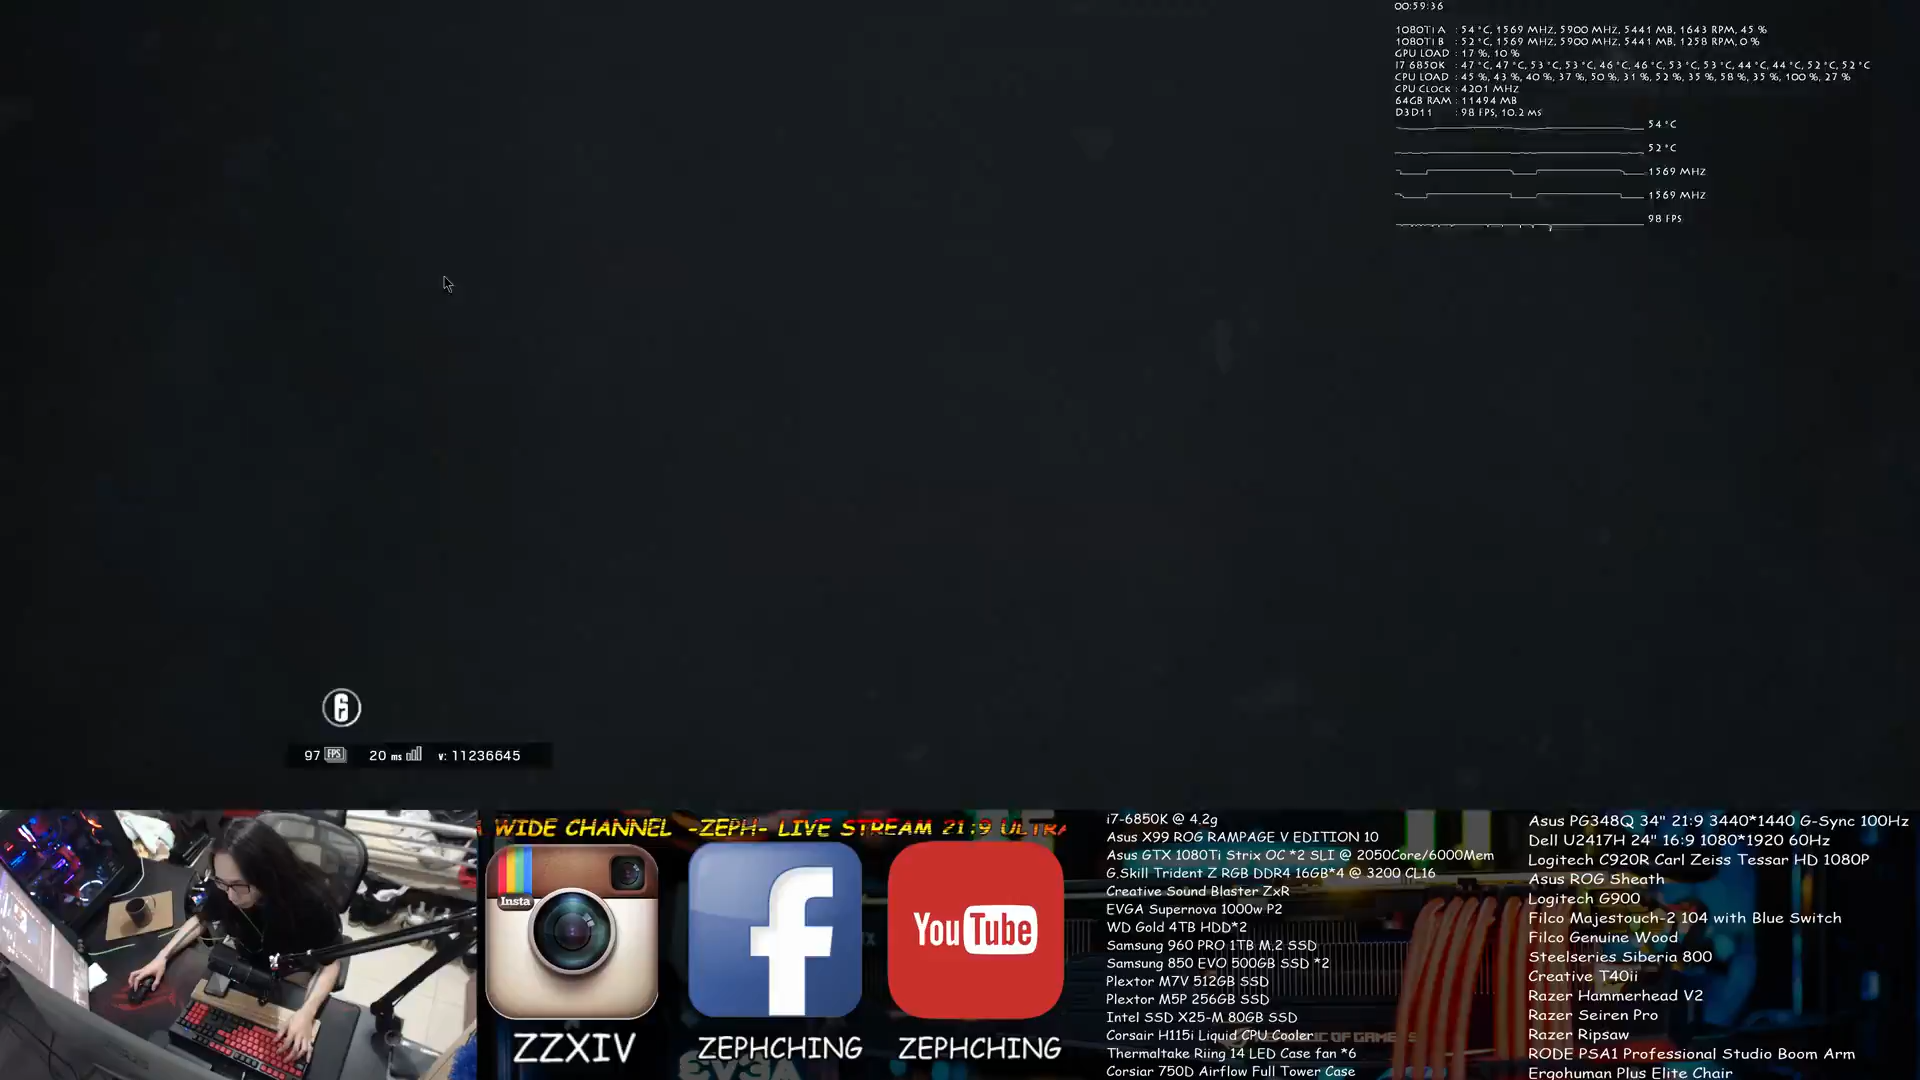 00:59:36
1080Ti A : 54 °C, 1569 MHz, 5900 MHz, 5441 MB, 1643 RPM, 45 %
1080Ti B : 52 °C, 1569 MHz, 5900 MHz, 5441 MB, 1258 RPM, 0 %
GPU LOAD : 17 %, 10 %
i7 6850K : 47 °C, 47 °C, 53 °C, 53 °C, 46 °C, 46 °C, 53 °C, 53 °C, 44 °C, 44 °C, 52 °C, 52 °C
CPU LOAD : 45 %, 43 %, 40 %, 37 %, 50 %, 31 %, 52 %, 35 %, 58 %, 35 %, 100 %, 27 %
CPU CLOCK : 4201 MHz
64GB RAM : 11494 MB
D3D11 : 98 FPS, 10.2 ms
54 °C
52 °C
1569 MHz
1569 MHz
98 FPS
97 FPS 20 ms v: 11236645
WIDE CHANNEL -ZEPH- LIVE STREAM 21:9 ULTRA
Insta
ZZXIV
f
ZEPHCHING
YouTube
ZEPHCHING
i7-6850K @ 4.2g
Asus X99 ROG RAMPAGE V EDITION 10
Asus GTX 1080Ti Strix OC *2 SLI @ 2050Core/6000Mem
G.Skill Trident Z RGB DDR4 16GB*4 @ 3200 CL16
Creative Sound Blaster ZxR
EVGA Supernova 1000w P2
WD Gold 4TB HDD*2
Samsung 960 PRO 1TB M.2 SSD
Samsung 850 EVO 500GB SSD *2
Plextor M7V 512GB SSD
Plextor M5P 256GB SSD
Intel SSD X25-M 80GB SSD
Corsair H115i Liquid CPU Cooler
Thermaltake Riing 14 LED Case fan *6
Corsiar 750D Airflow Full Tower Case
Asus PG348Q 34" 21:9 3440*1440 G-Sync 100Hz
Dell U2417H 24" 16:9 1080*1920 60Hz
Logitech C920R Carl Zeiss Tessar HD 1080P
Asus ROG Sheath
Logitech G900
Filco Majestouch-2 104 with Blue Switch
Filco Genuine Wood
Steelseries Siberia 800
Creative T40ii
Razer Hammerhead V2
Razer Seiren Pro
Razer Ripsaw
RODE PSA1 Professional Studio Boom Arm
Ergohuman Plus Elite Chair